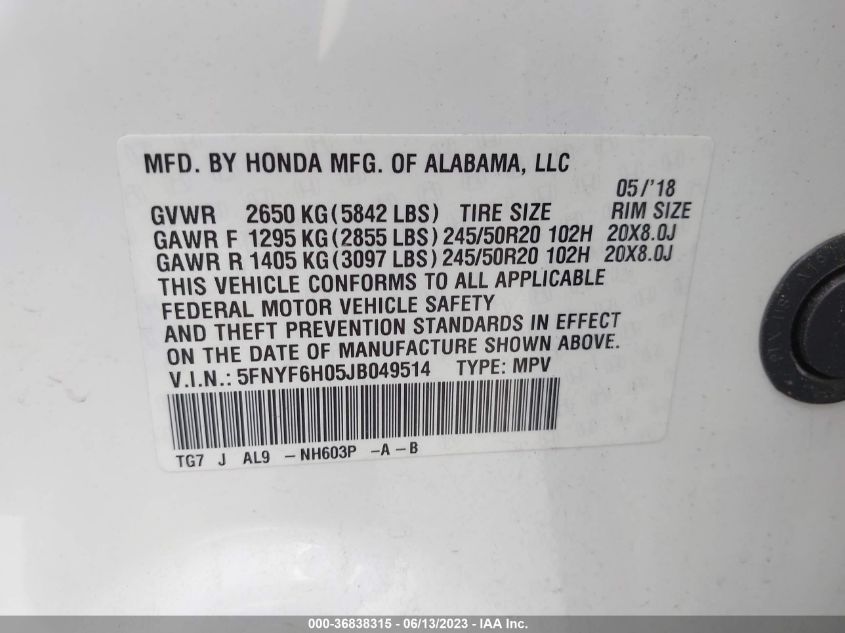 MFD. BY HONDA MFG. OF ALABAMA, LLC
05/'18
GVWR 2650 KG (5842 LBS) TIRE SIZE RIM SIZE
GAWR F 1295 KG (2855 LBS) 245/50R20 102H 20X8.0J
GAWR R 1405 KG (3097 LBS) 245/50R20 102H 20X8.0J
THIS VEHICLE CONFORMS TO ALL APPLICABLE
FEDERAL MOTOR VEHICLE SAFETY
AND THEFT PREVENTION STANDARDS IN EFFECT
ON THE DATE OF MANUFACTURE SHOWN ABOVE.
V.I.N.: 5FNYF6H05JB049514 TYPE: MPV
TG7 J AL9 -NH603P -A-B
000-36838315 - 06/13/2023 - IAA Inc.